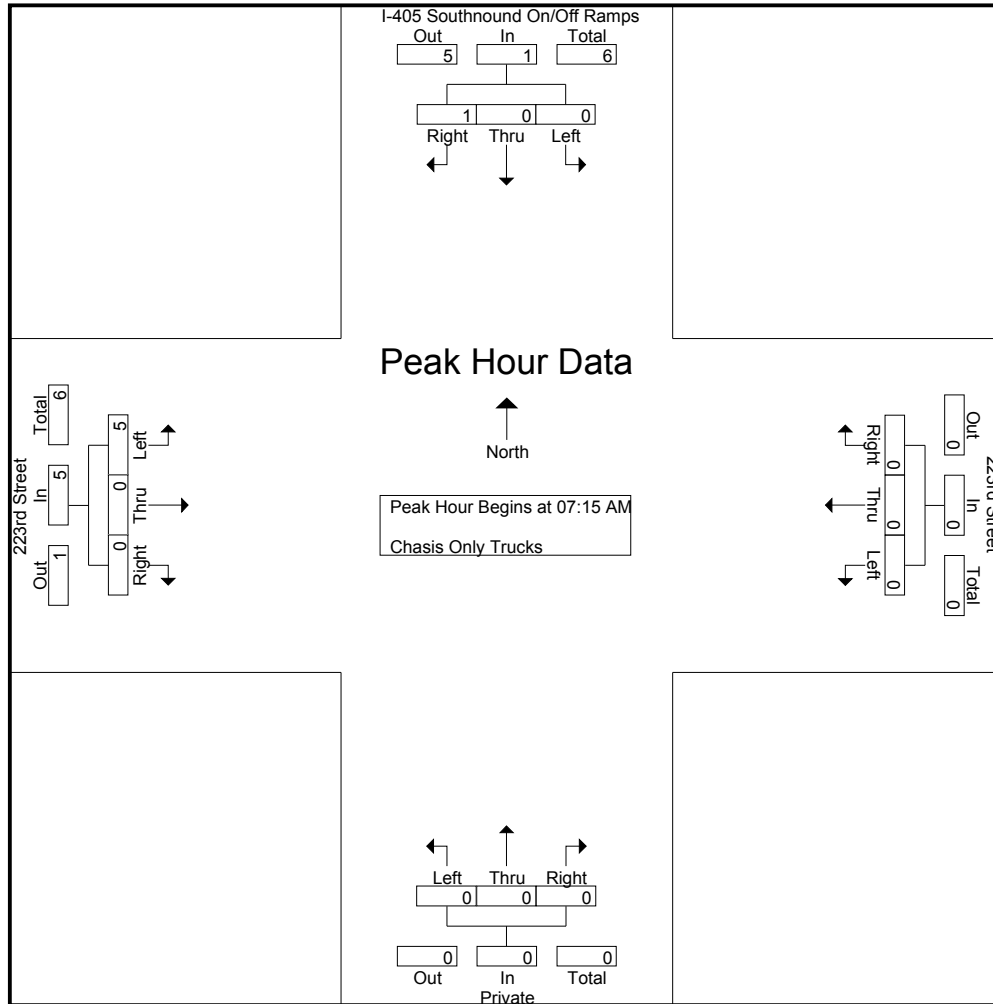 I-405 Southnound On/Off Ramps
Out In Total
5 1 6
1 0 0
Right Thru Left
Peak Hour Data
North
Peak Hour Begins at 07:15 AM
Chasis Only Trucks
223rd Street
Out In Total
1 5 6
5 0 0
Left Thru Right
223rd Street
Out In Total
0 0 0
Right Thru Left
0 0 0
Left Thru Right
0 0 0
0 0 0
Out In Total
Private